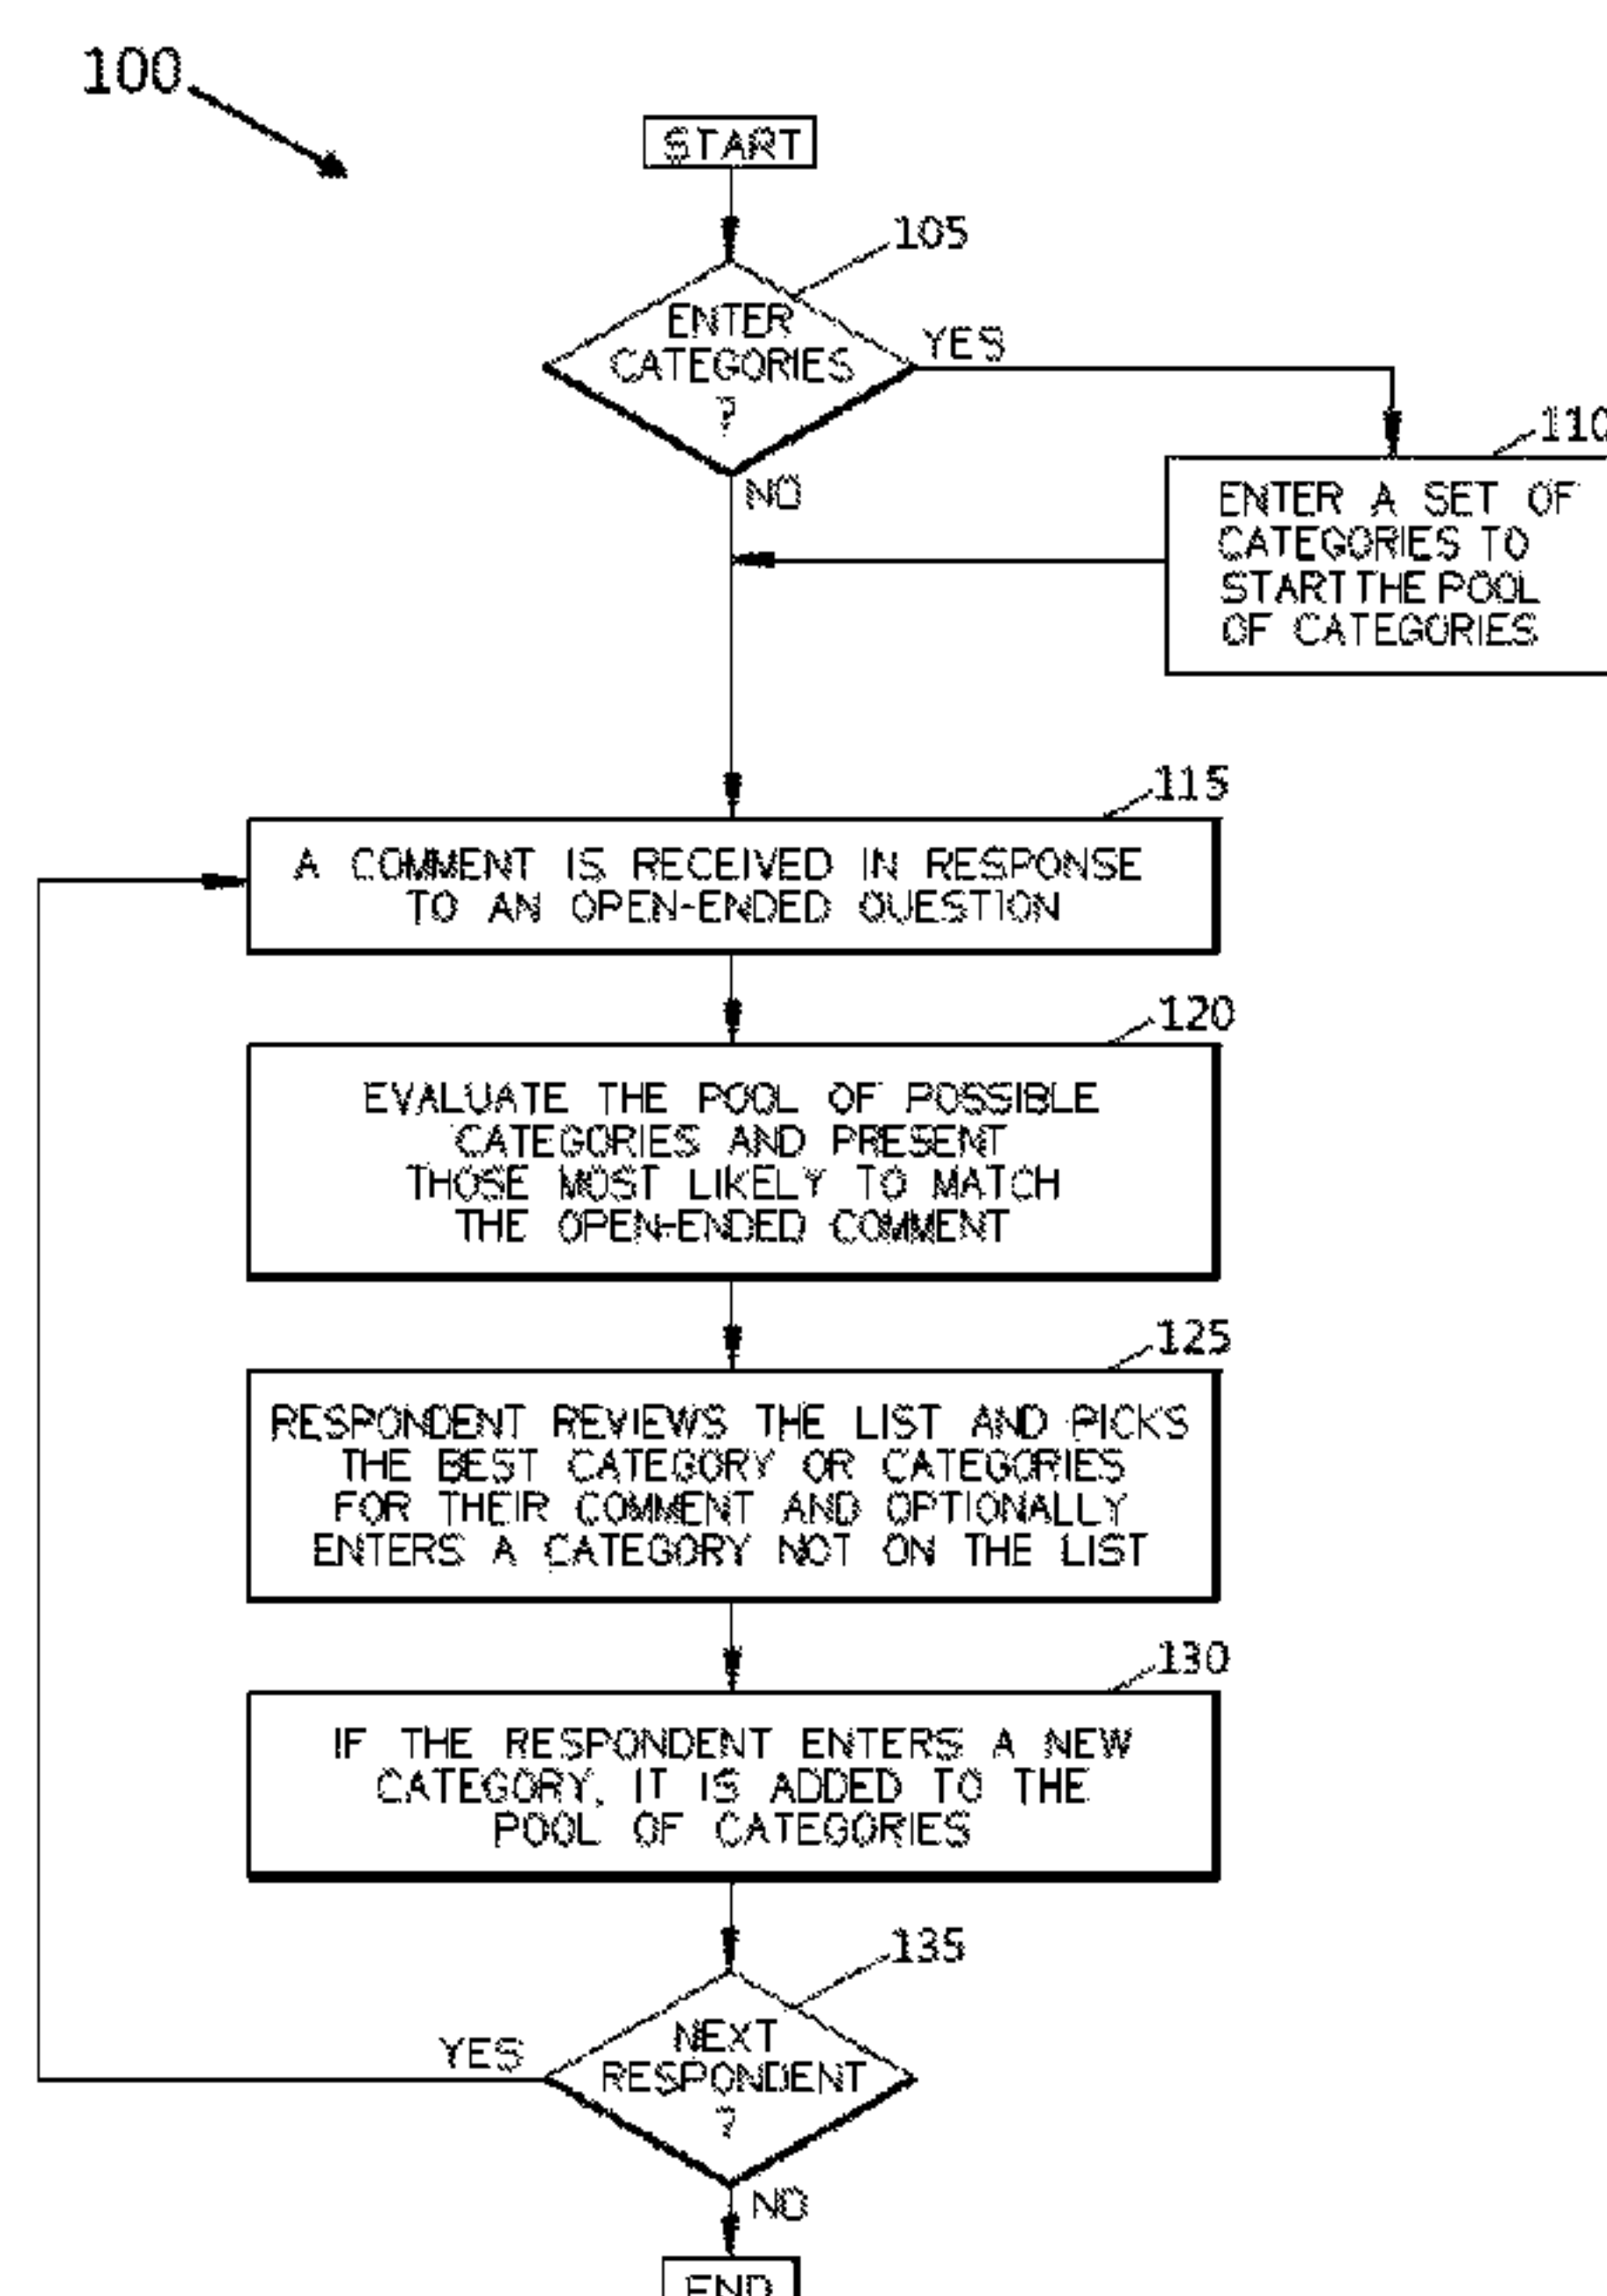 100
START
105
ENTER
CATEGORIES
?
YES
NO
110
ENTER A SET OF
CATEGORIES TO
START THE POOL
OF CATEGORIES
115
A COMMENT IS RECEIVED IN RESPONSE
TO AN OPEN-ENDED QUESTION
120
EVALUATE THE POOL OF POSSIBLE
CATEGORIES AND PRESENT
THOSE MOST LIKELY TO MATCH
THE OPEN-ENDED COMMENT
125
RESPONDENT REVIEWS THE LIST AND PICKS
THE BEST CATEGORY OR CATEGORIES
FOR THEIR COMMENT AND OPTIONALLY
ENTERS A CATEGORY NOT ON THE LIST
130
IF THE RESPONDENT ENTERS A NEW
CATEGORY, IT IS ADDED TO THE
POOL OF CATEGORIES
135
NEXT
RESPONDENT
?
YES
NO
END